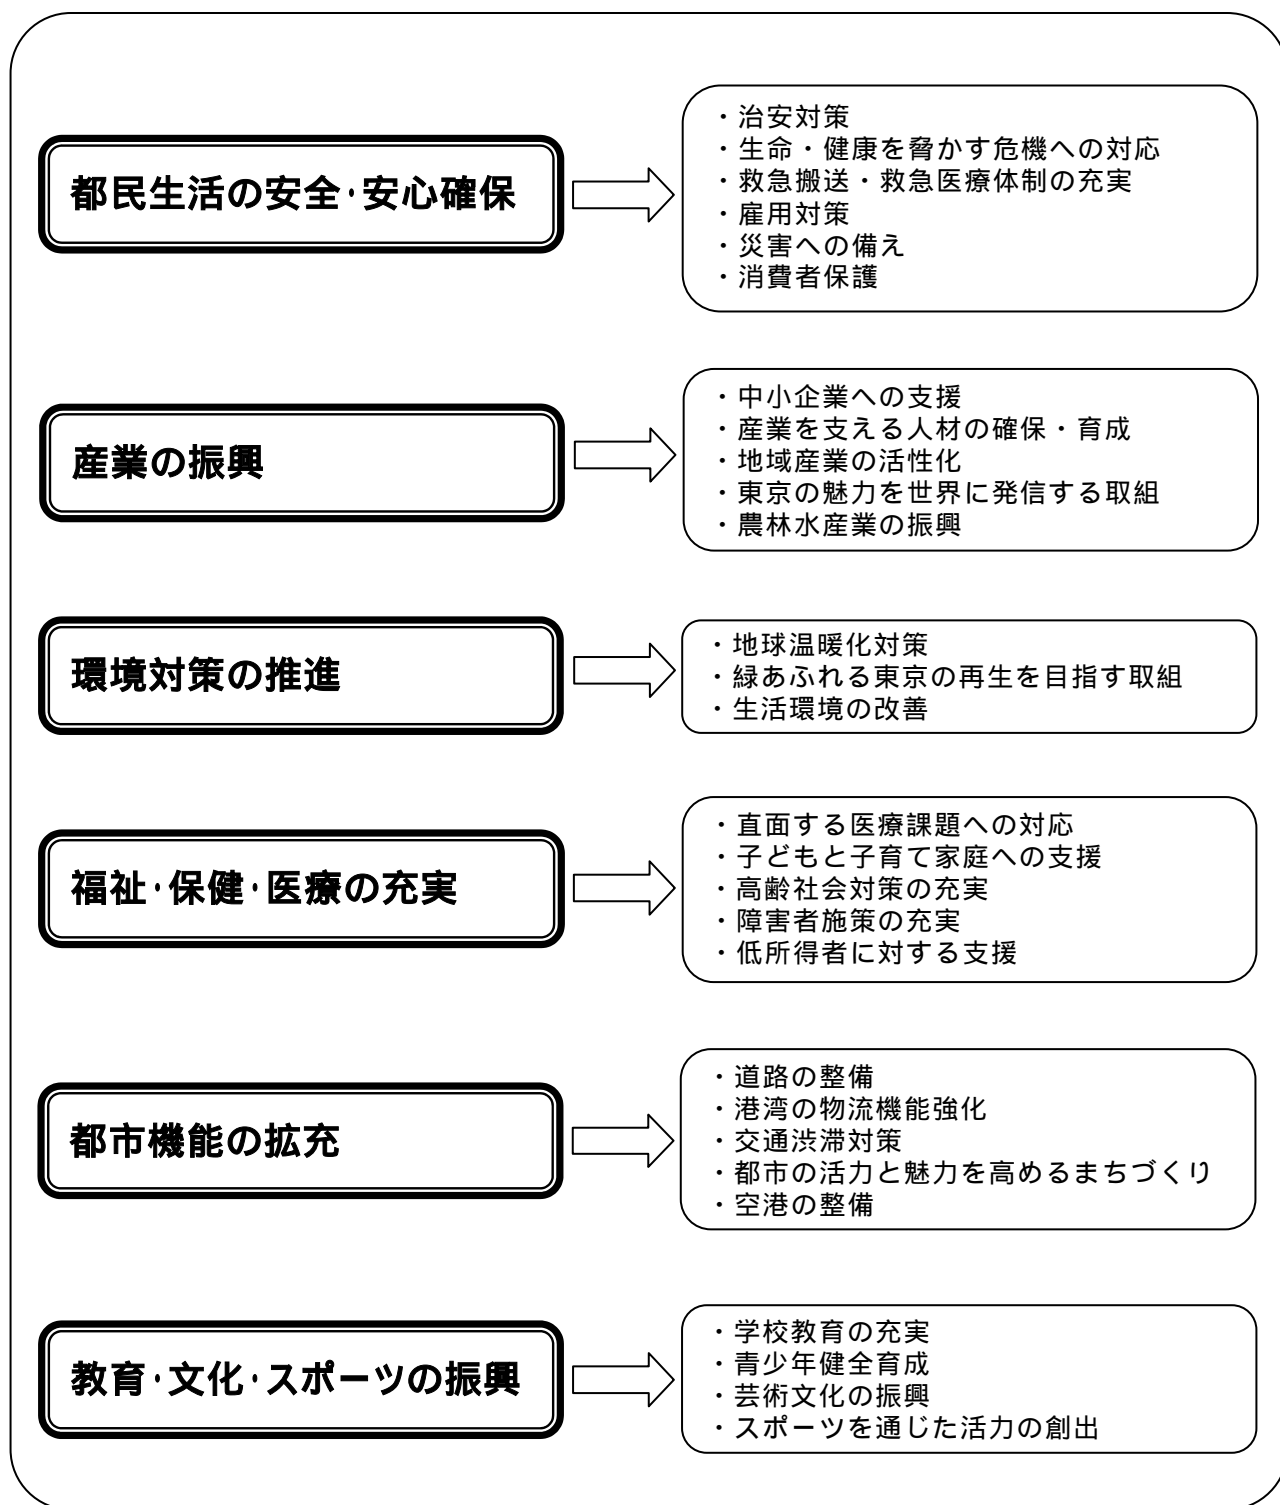 都民生活の安全・安心確保
・治安対策
・生命・健康を脅かす危機への対応
・救急搬送・救急医療体制の充実
・雇用対策
・災害への備え
・消費者保護
産業の振興
・中小企業への支援
・産業を支える人材の確保・育成
・地域産業の活性化
・東京の魅力を世界に発信する取組
・農林水産業の振興
環境対策の推進
・地球温暖化対策
・緑あふれる東京の再生を目指す取組
・生活環境の改善
福祉・保健・医療の充実
・直面する医療課題への対応
・子どもと子育て家庭への支援
・高齢社会対策の充実
・障害者施策の充実
・低所得者に対する支援
都市機能の拡充
・道路の整備
・港湾の物流機能強化
・交通渋滞対策
・都市の活力と魅力を高めるまちづくり
・空港の整備
教育・文化・スポーツの振興
・学校教育の充実
・青少年健全育成
・芸術文化の振興
・スポーツを通じた活力の創出